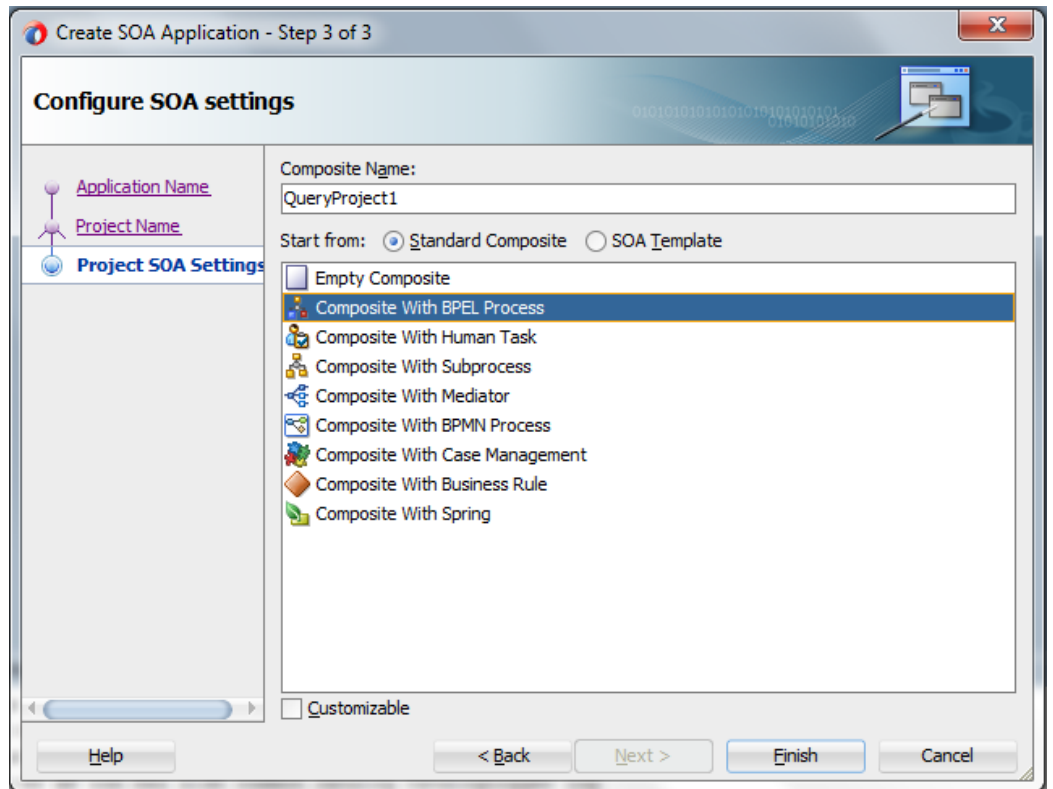 Create SOA Application - Step 3 of 3
X
Configure SOA settings
Application Name
Project Name
Project SOA Settings
Composite Name:
QueryProject1
Start from: Standard Composite SOA Template
Empty Composite
Composite With BPEL Process
Composite With Human Task
Composite With Subprocess
Composite With Mediator
Composite With BPMN Process
Composite With Case Management
Composite With Business Rule
Composite With Spring
Customizable
Help < Back Next > Finish Cancel